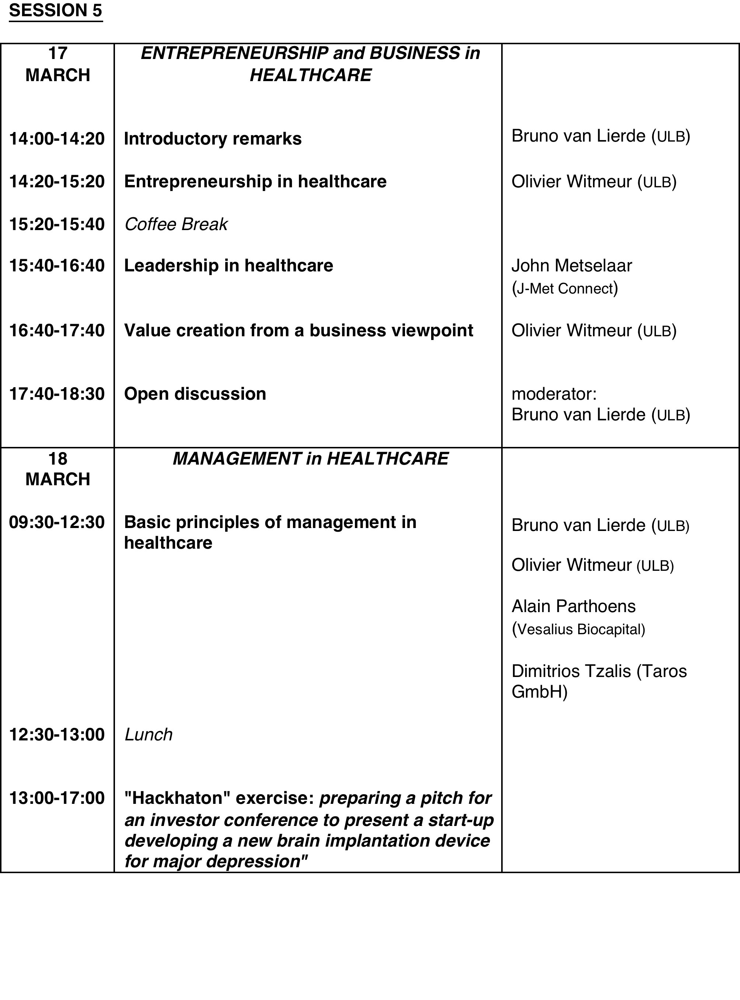 SESSION 5
17
MARCH
ENTREPRENEURSHIP and BUSINESS in
HEALTHCARE
14:00-14:20 Introductory remarks Bruno van Lierde (ULB)
14:20-15:20 Entrepreneurship in healthcare Olivier Witmeur (ULB)
15:20-15:40 Coffee Break
15:40-16:40 Leadership in healthcare John Metselaar
(J-Met Connect)
16:40-17:40 Value creation from a business viewpoint Olivier Witmeur (ULB)
17:40-18:30 Open discussion moderator:
Bruno van Lierde (ULB)
18
MARCH
MANAGEMENT in HEALTHCARE
09:30-12:30 Basic principles of management in
healthcare
Bruno van Lierde (ULB)
Olivier Witmeur (ULB)
Alain Parthoens
(Vesalius Biocapital)
Dimitrios Tzalis (Taros
GmbH)
12:30-13:00 Lunch
13:00-17:00 "Hackhaton" exercise: preparing a pitch for
an investor conference to present a start-up
developing a new brain implantation device
for major depression"